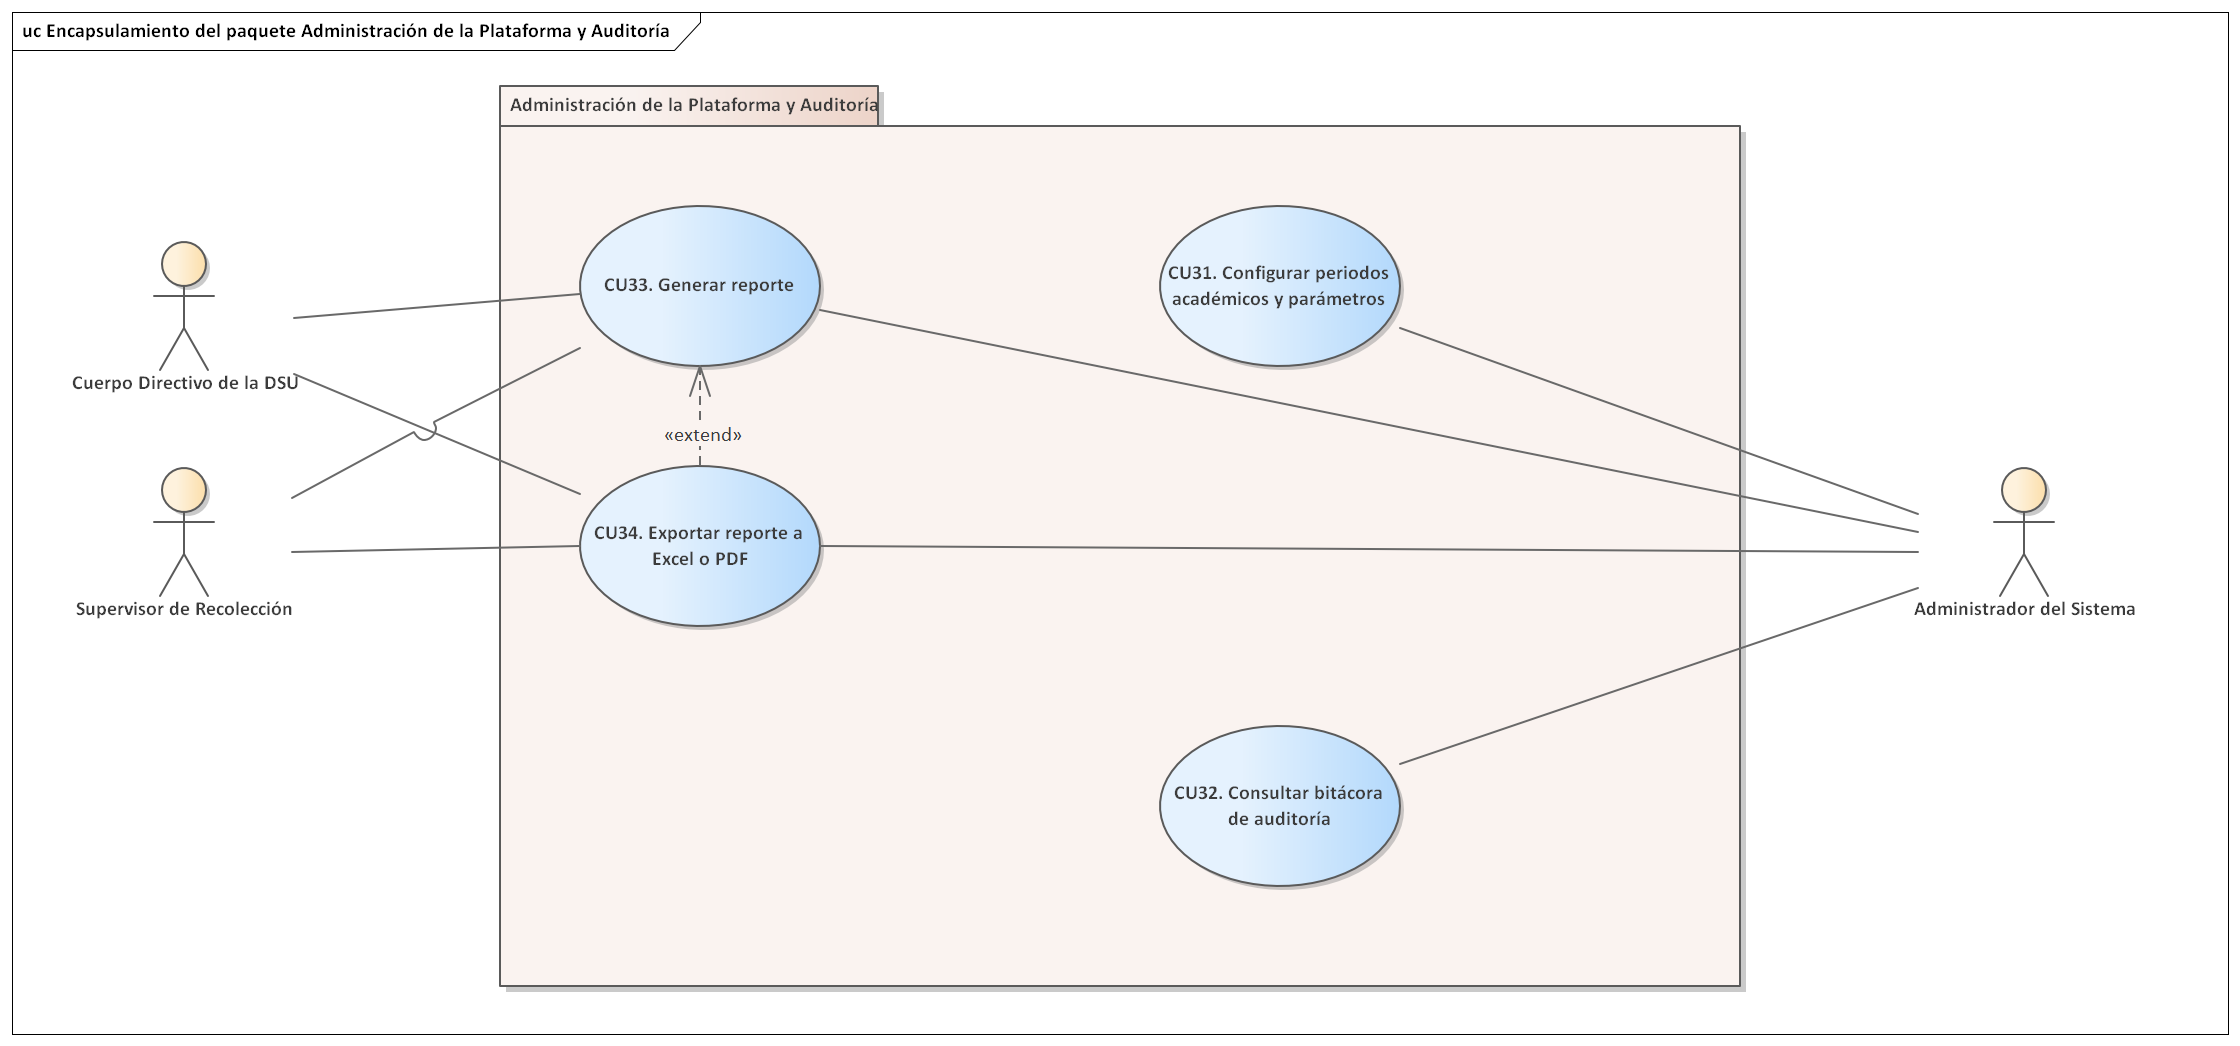 uc Encapsulamiento del paquete Administración de la Plataforma y Auditoría
Administración de la Plataforma y Auditoría
CU33. Generar reporte
CU31. Configurar periodos
académicos y parámetros
Cuerpo Directivo de la DSU
«extend»
CU34. Exportar reporte a
Excel o PDF
Supervisor de Recolección
Administrador del Sistema
CU32. Consultar bitácora
de auditoría